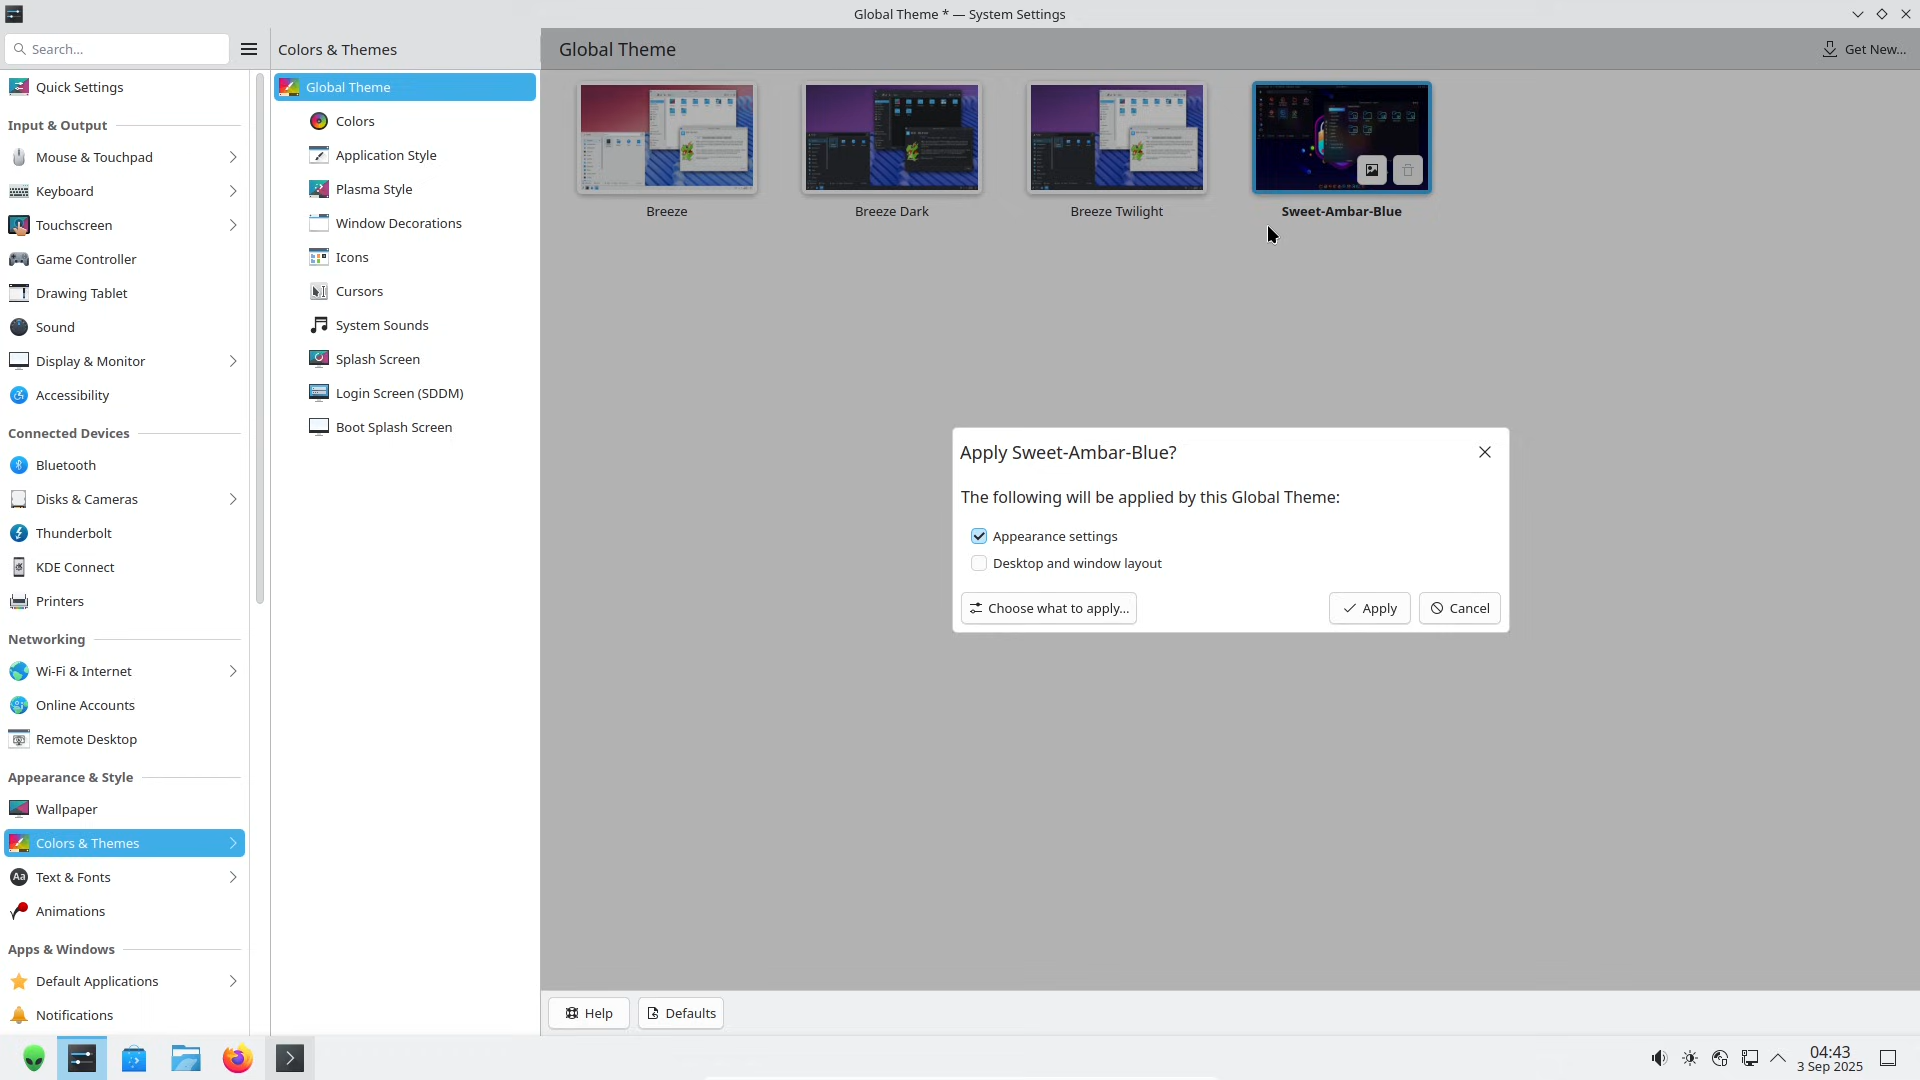 Global Theme * — System Settings
Search...
Colors & Themes
Global Theme
Get New...
Quick Settings
Input & Output
Mouse & Touchpad
Keyboard
Touchscreen
Game Controller
Drawing Tablet
Sound
Display & Monitor
Accessibility
Connected Devices
Bluetooth
Disks & Cameras
Thunderbolt
KDE Connect
Printers
Networking
Wi-Fi & Internet
Online Accounts
Remote Desktop
Appearance & Style
Wallpaper
Colors & Themes
Text & Fonts
Animations
Apps & Windows
Default Applications
Notifications
Global Theme
Colors
Application Style
Plasma Style
Window Decorations
Icons
Cursors
System Sounds
Splash Screen
Login Screen (SDDM)
Boot Splash Screen
Breeze
Breeze Dark
Breeze Twilight
Sweet-Ambar-Blue
Apply Sweet-Ambar-Blue?
The following will be applied by this Global Theme:
Appearance settings
Desktop and window layout
Choose what to apply...
Apply
Cancel
Help
Defaults
04:43
3 Sep 2025